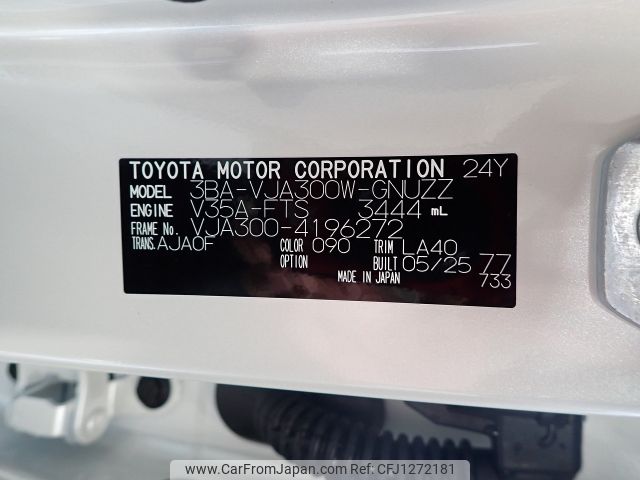 TOYOTA MOTOR CORPORATION 24Y
MODEL 3BA-VJA300W-GNUZZ
ENGINE V35A-FTS 3444 mL
FRAME No. VJA300-4196272
TRANS. AJA0F COLOR 090 TRIM LA40
OPTION BUILT 05/25 77
MADE IN JAPAN 733
www.CarFromJapan.com - CFJ1272181